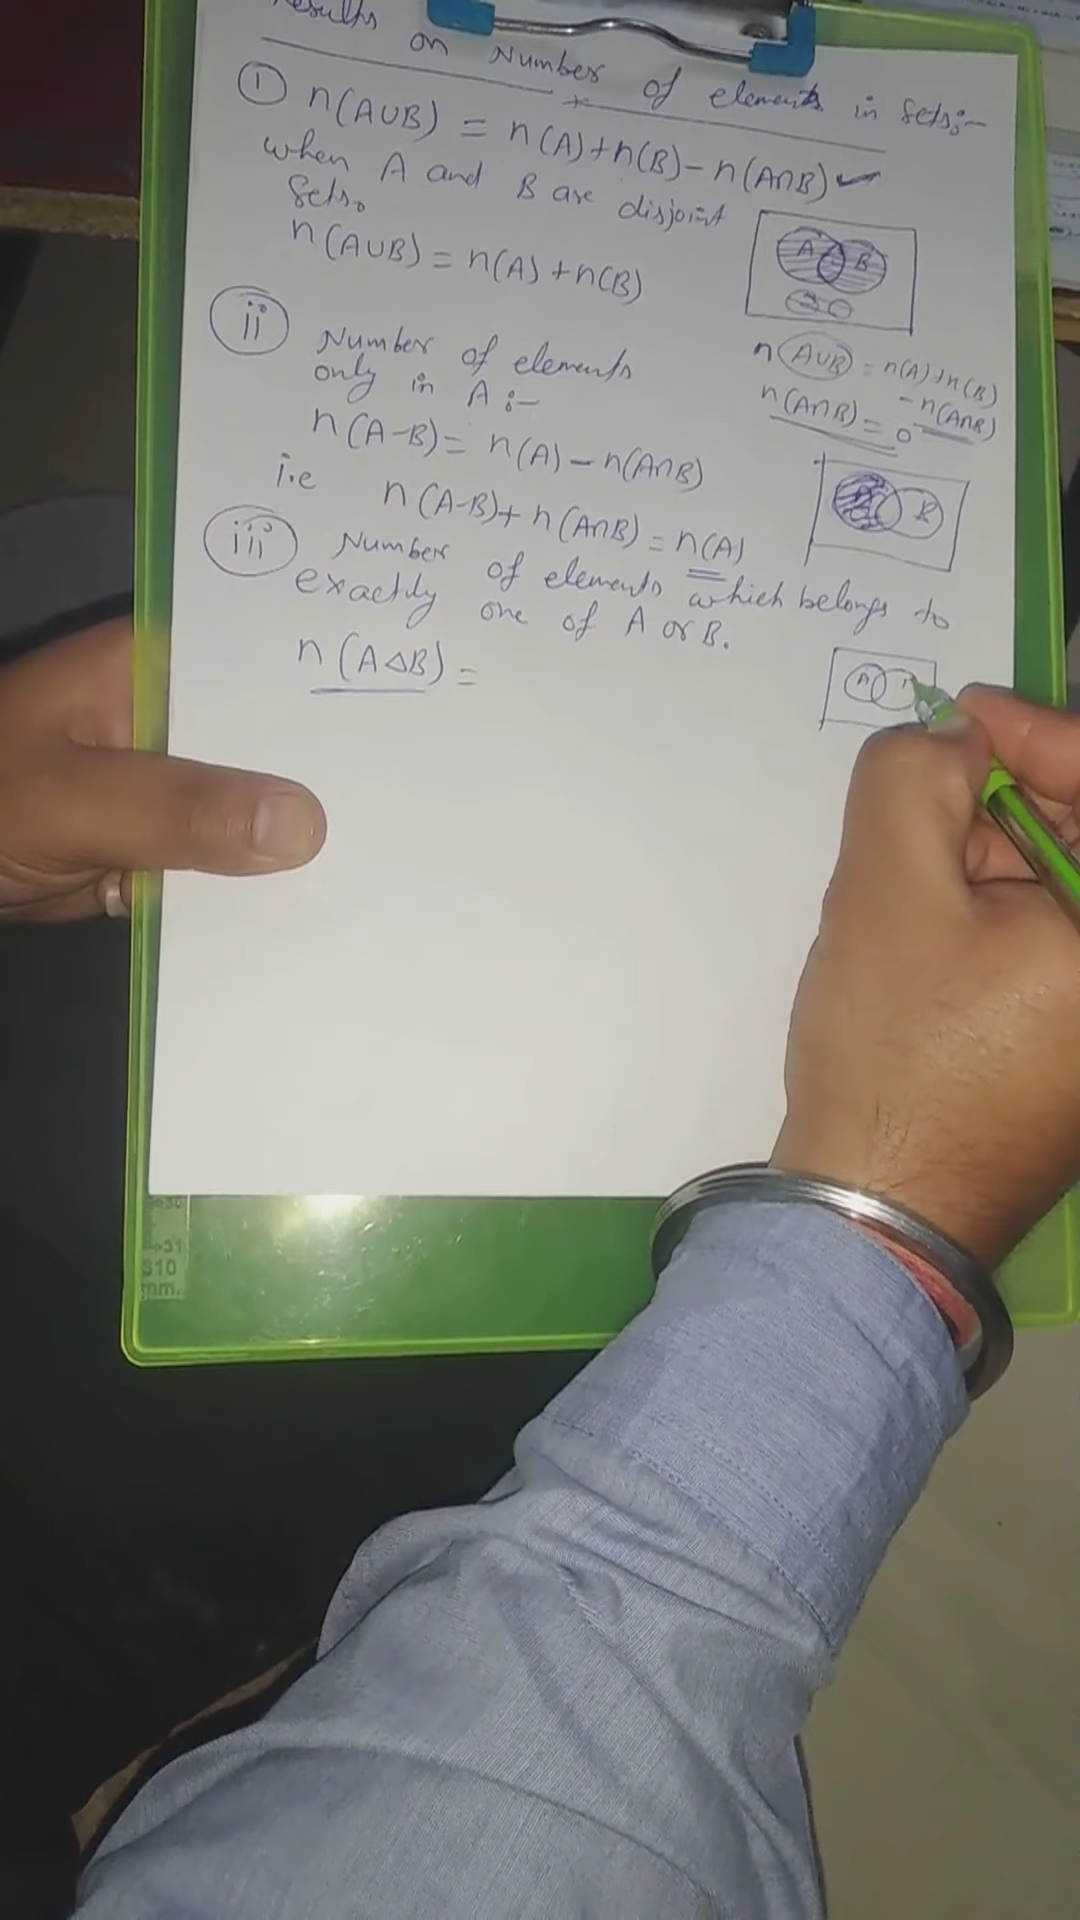 Results on Number of elements in Sets:-
① n(A∪B) = n(A)+n(B)-n(A∩B)
when A and B are disjoint
Sets.
n(A∪B) = n(A)+n(B)
A B
n(A∪B) = n(A)+n(B)
-n(A∩B)
n(A∩B) = 0
ii Number of elements
only in A:-
n(A-B) = n(A)-n(A∩B)
i.e n(A-B)+n(A∩B) = n(A)
A B
iii Number of elements which belongs to
exactly one of A or B.
n(A∆B) =
A
→30
→31
310
mm.